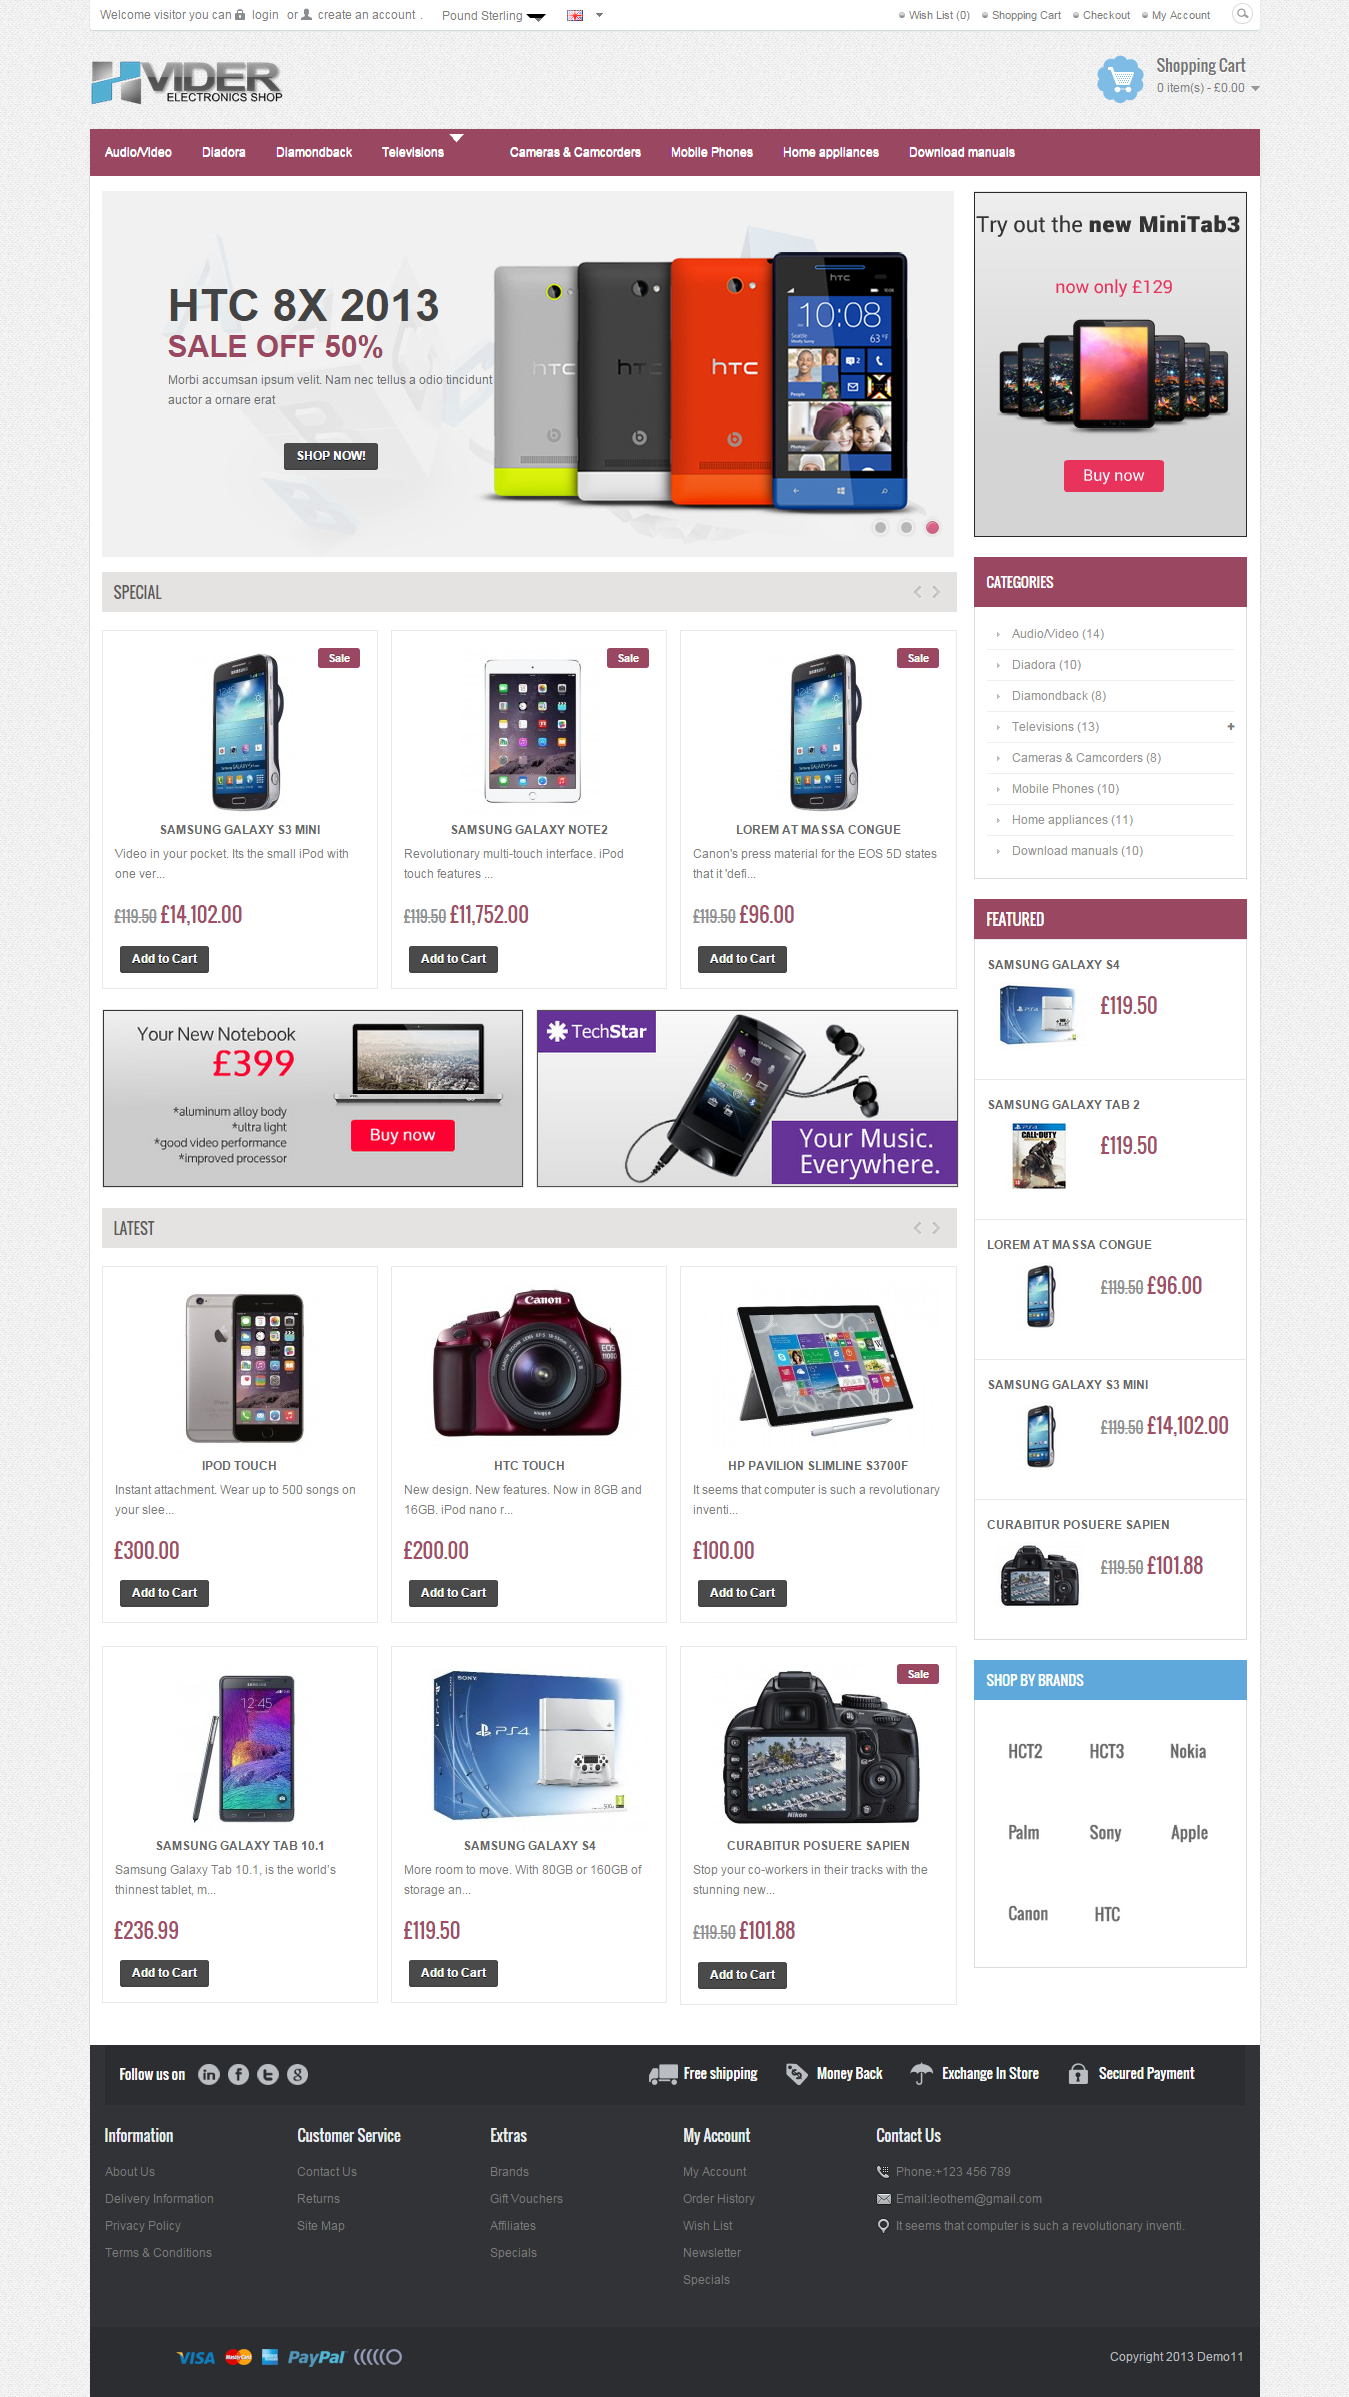 Welcome visitor you can login or create an account .
Pound Sterling
Wish List (0)
Shopping Cart
Checkout
My Account
VIDER
ELECTRONICS SHOP
Shopping Cart
0 item(s) - £0.00
Audio/Video
Diadora
Diamondback
Televisions
Cameras & Camcorders
Mobile Phones
Home appliances
Download manuals
HTC 8X 2013
SALE OFF 50%
Morbi accumsan ipsum velit. Nam nec tellus a odio tincidunt
auctor a ornare erat
SHOP NOW!
hTC
hTC
hTC
hTC
10:08
63 °F
People
Try out the new MiniTab3
now only £129
Buy now
SPECIAL
Sale
SAMSUNG GALAXY S3 MINI
Video in your pocket. Its the small iPod with
one ver...
£119.50 £14,102.00
Add to Cart
Sale
SAMSUNG GALAXY NOTE2
Revolutionary multi-touch interface. iPod
touch features ...
£119.50 £11,752.00
Add to Cart
Sale
LOREM AT MASSA CONGUE
Canon's press material for the EOS 5D states
that it 'defi...
£119.50 £96.00
Add to Cart
CATEGORIES
Audio/Video (14)
Diadora (10)
Diamondback (8)
Televisions (13)
Cameras & Camcorders (8)
Mobile Phones (10)
Home appliances (11)
Download manuals (10)
Your New Notebook
£399
*aluminum alloy body
*ultra light
*good video performance
*improved processor
Buy now
TechStar
Your Music.
Everywhere.
FEATURED
SAMSUNG GALAXY S4
£119.50
SAMSUNG GALAXY TAB 2
CALL-DUTY
£119.50
LOREM AT MASSA CONGUE
£119.50 £96.00
SAMSUNG GALAXY S3 MINI
£119.50 £14,102.00
CURABITUR POSUERE SAPIEN
£119.50 £101.88
LATEST
IPOD TOUCH
Instant attachment. Wear up to 500 songs on
your slee...
£300.00
Add to Cart
Canon
EOS
1100D
HTC TOUCH
New design. New features. Now in 8GB and
16GB. iPod nano r...
£200.00
Add to Cart
HP PAVILION SLIMLINE S3700F
It seems that computer is such a revolutionary
inventi...
£100.00
Add to Cart
12:45
SAMSUNG GALAXY TAB 10.1
Samsung Galaxy Tab 10.1, is the world's
thinnest tablet, m...
£236.99
Add to Cart
SONY
PS4
SAMSUNG GALAXY S4
More room to move. With 80GB or 160GB of
storage an...
£119.50
Add to Cart
Sale
Nikon
CURABITUR POSUERE SAPIEN
Stop your co-workers in their tracks with the
stunning new...
£119.50 £101.88
Add to Cart
SHOP BY BRANDS
HCT2
HCT3
Nokia
Palm
Sony
Apple
Canon
HTC
Follow us on
Free shipping
Money Back
Exchange In Store
Secured Payment
Information
About Us
Delivery Information
Privacy Policy
Terms & Conditions
Customer Service
Contact Us
Returns
Site Map
Extras
Brands
Gift Vouchers
Affiliates
Specials
My Account
My Account
Order History
Wish List
Newsletter
Specials
Contact Us
Phone:+123 456 789
Email:leothem@gmail.com
It seems that computer is such a revolutionary inventi.
VISA
MasterCard
PayPal
Copyright 2013 Demo11